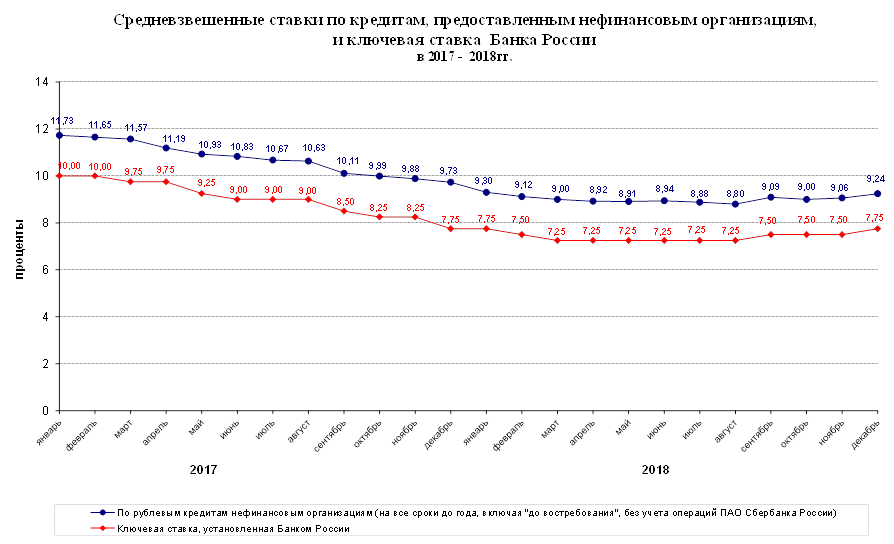 Средневзвешенные ставки по кредитам, предоставленным нефинансовым организациям,
и ключевая ставка Банка России
в 2017 - 2018гг.
проценты
14
12
10
8
6
4
2
0
11,73 11,65 11,57 11,19 10,93 10,83 10,67 10,63 10,11 9,99 9,88 9,73 9,30 9,12 9,00 8,92 8,91 8,94 8,88 8,80 9,09 9,00 9,06 9,24
10,00 10,00 9,75 9,75 9,25 9,00 9,00 9,00 8,50 8,25 8,25 7,75 7,75 7,50 7,25 7,25 7,25 7,25 7,25 7,25 7,50 7,50 7,50 7,75
январь февраль март апрель май июнь июль август сентябрь октябрь ноябрь декабрь январь февраль март апрель май июнь июль август сентябрь октябрь ноябрь декабрь
2017 2018
По рублевым кредитам нефинансовым организациям (на все сроки до года, включая "до востребования", без учета операций ПАО Сбербанка России)
Ключевая ставка, установленная Банком России